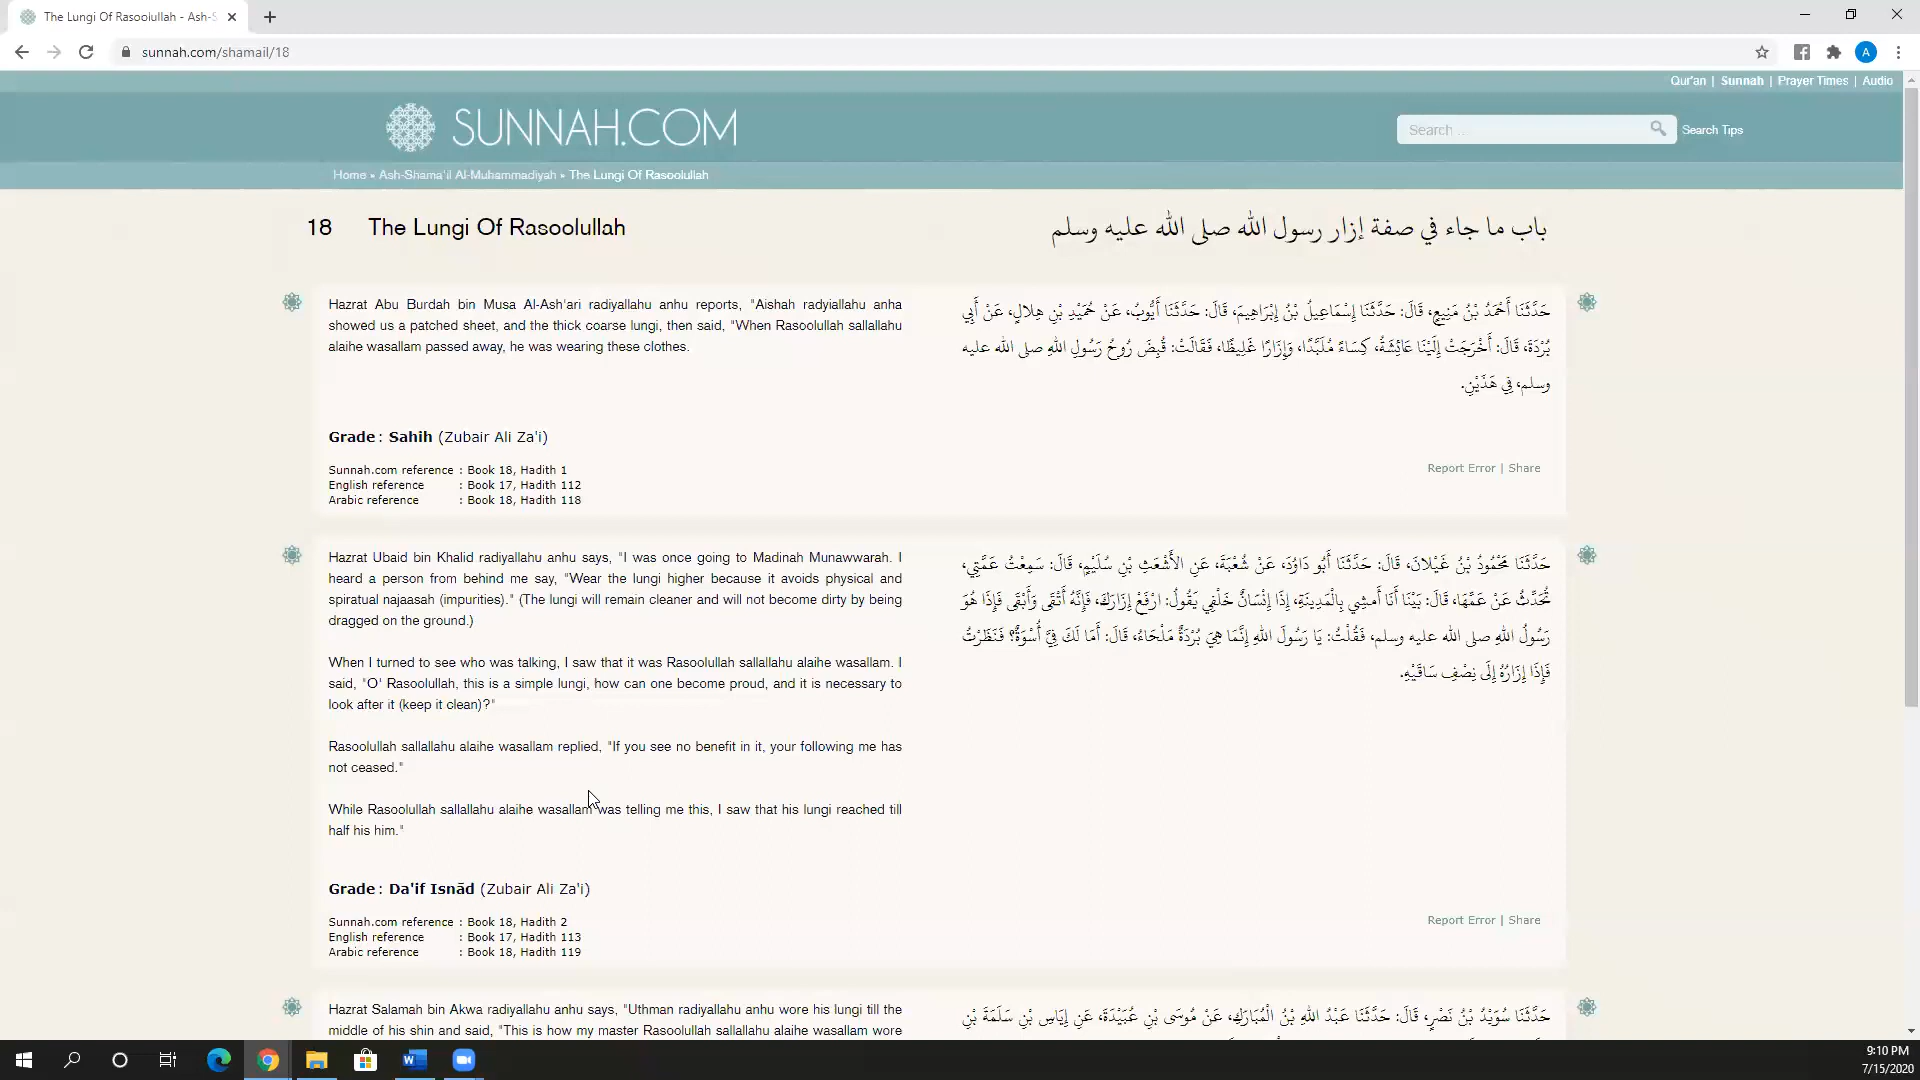 The Lungi Of Rasoolullah - Ash-S
sunnah.com/shamail/18
A
Qur'an | Sunnah | Prayer Times | Audio
SUNNAH.COM
Search ...
Search Tips
Home » Ash-Shama'il Al-Muhammadiyah » The Lungi Of Rasoolullah
18 The Lungi Of Rasoolullah
باب ما جاء في صفة إزار رسول الله صلى الله عليه وسلم
Hazrat Abu Burdah bin Musa Al-Ash'ari radiyallahu anhu reports, "Aishah radyiallahu anha
showed us a patched sheet, and the thick coarse lungi, then said, "When Rasoolullah sallallahu
alaihe wasallam passed away, he was wearing these clothes.
حَدَّثَنَا أَحْمَدُ بْنُ مَنِيعٍ، قَالَ: حَدَّثَنَا إِسْمَاعِيلُ بْنُ إِبْرَاهِيمَ، قَالَ: حَدَّثَنَا أَيُّوبُ، عَنْ حُمَيْدِ بْنِ هِلالٍ، عَنْ أَبِي
بُرْدَةَ، قَالَ: أَخْرَجَتْ إِلَيْنَا عَائِشَةُ، كِسَاءً مُلَبَّدًا، وَإِزَارًا غَلِيظًا، فَقَالَتْ: قُبِضَ رُوحُ رَسُولِ اللهِ صلى الله عليه
وسلم، فِي هَذَيْنِ.
Grade : Sahih (Zubair Ali Za'i)
Sunnah.com reference : Book 18, Hadith 1
English reference : Book 17, Hadith 112
Arabic reference : Book 18, Hadith 118
Report Error | Share
Hazrat Ubaid bin Khalid radiyallahu anhu says, "I was once going to Madinah Munawwarah. I
heard a person from behind me say, "Wear the lungi higher because it avoids physical and
spiratual najaasah (impurities)." (The lungi will remain cleaner and will not become dirty by being
dragged on the ground.)
When I turned to see who was talking, I saw that it was Rasoolullah sallallahu alaihe wasallam. I
said, "O' Rasoolullah, this is a simple lungi, how can one become proud, and it is necessary to
look after it (keep it clean)?"
Rasoolullah sallallahu alaihe wasallam replied, "If you see no benefit in it, your following me has
not ceased."
While Rasoolullah sallallahu alaihe wasallam was telling me this, I saw that his lungi reached till
half his him."
حَدَّثَنَا مَحْمُودُ بْنُ غَيْلانَ، قَالَ: حَدَّثَنَا أَبُو دَاوُدَ، عَنْ شُعْبَةَ، عَنِ الأَشْعَثِ بْنِ سُلَيْمٍ، قَالَ: سَمِعْتُ عَمَّتِي،
تُحَدِّثُ عَنْ عَمِّهَا، قَالَ: بَيْنَا أَنَا أَمشِي بِالْمَدِينَةِ، إِذَا إِنْسَانٌ خَلْفِي يَقُولُ: ارْفَعْ إِزَارَكَ، فَإِنَّهُ أَتْقَى وَأَبْقَى فَإِذَا هُوَ
رَسُولُ اللهِ صلى الله عليه وسلم، فَقُلْتُ: يَا رَسُولَ اللهِ إِنَّمَا هِيَ بُرْدَةٌ مَلْحَاءُ، قَالَ: أَمَا لَكَ فِيَّ أُسْوَةٌ؟ فَنَظَرْتُ
فَإِذَا إِزَارُهُ إِلَى نِصْفِ سَاقَيْهِ.
Grade : Da'if Isnād (Zubair Ali Za'i)
Sunnah.com reference : Book 18, Hadith 2
English reference : Book 17, Hadith 113
Arabic reference : Book 18, Hadith 119
Report Error | Share
Hazrat Salamah bin Akwa radiyallahu anhu says, "Uthman radiyallahu anhu wore his lungi till the
middle of his shin and said, "This is how my master Rasoolullah sallallahu alaihe wasallam wore
حَدَّثَنَا سُوَيْدُ بْنُ نَصْرٍ، قَالَ: حَدَّثَنَا عَبْدُ اللهِ بْنُ الْمُبَارَكِ، عَنْ مُوسَى بْنِ عُبَيْدَةَ، عَنِ إِيَاسِ بْنِ سَلَمَةَ بْنِ
9:10 PM
7/15/2020